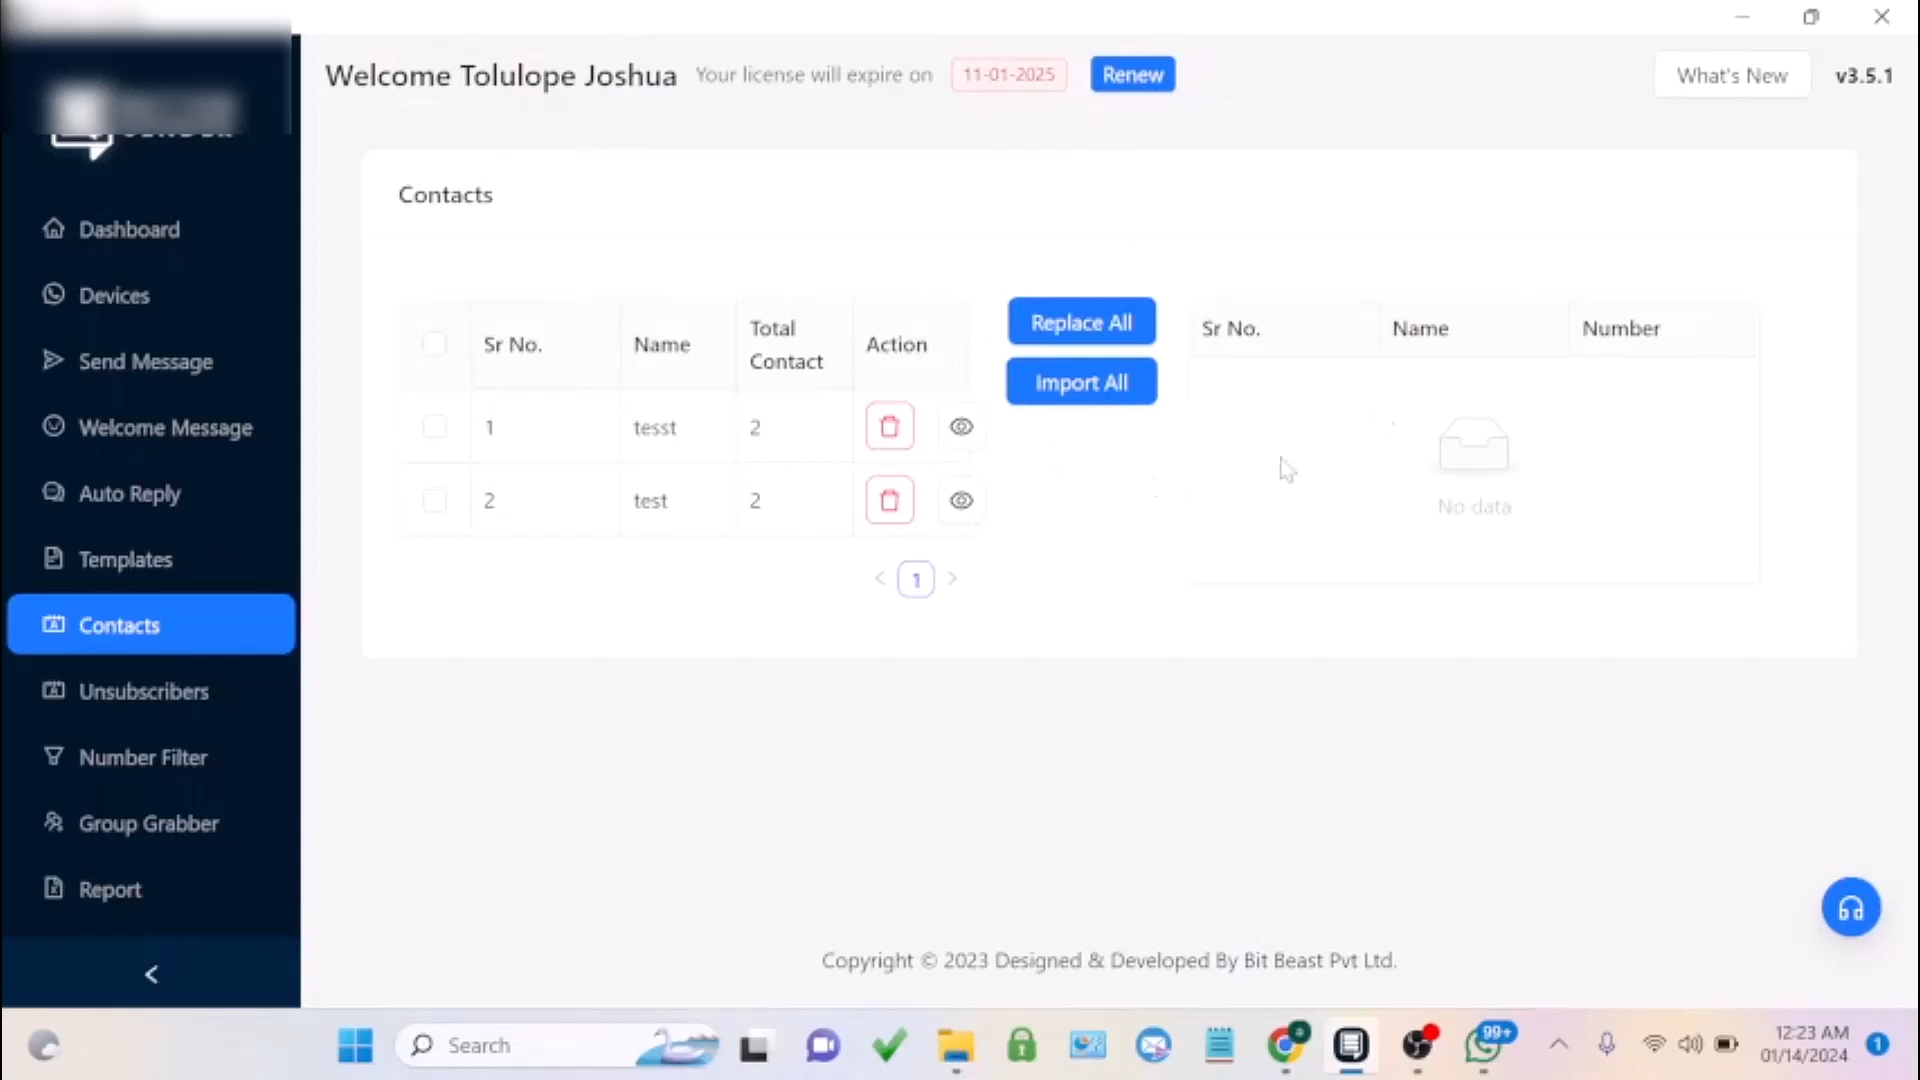 Welcome Tolulope Joshua Your license will expire on 11-01-2025 Renew What's New v3.5.1
Dashboard
Devices
Send Message
Welcome Message
Auto Reply
Templates
Contacts
Unsubscribers
Number Filter
Group Grabber
Report
Contacts
Sr No. Name Total Contact Action
1 tesst 2
2 test 2
1
Replace All
Import All
Sr No. Name Number
No data
Copyright © 2023 Designed & Developed By Bit Beast Pvt Ltd.
Search
99+
12:23 AM
01/14/2024
1